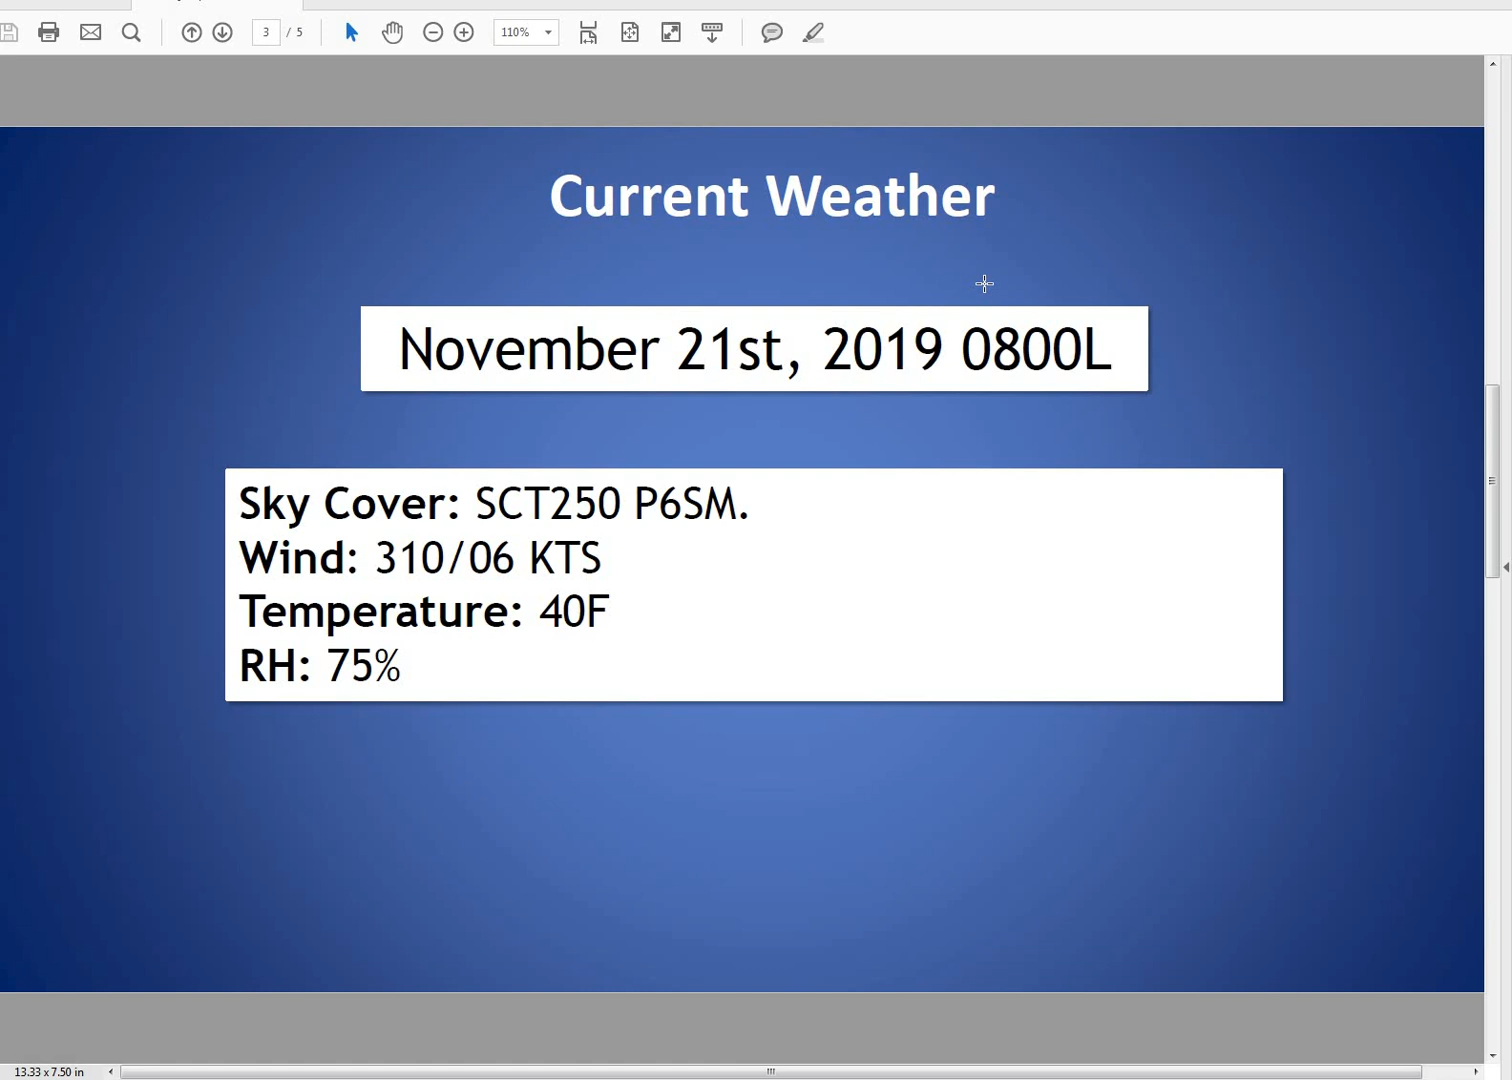 3 / 5
110%
Current Weather
November 21st, 2019 0800L
Sky Cover: SCT250 P6SM.
Wind: 310/06 KTS
Temperature: 40F
RH: 75%
13.33 x 7.50 in